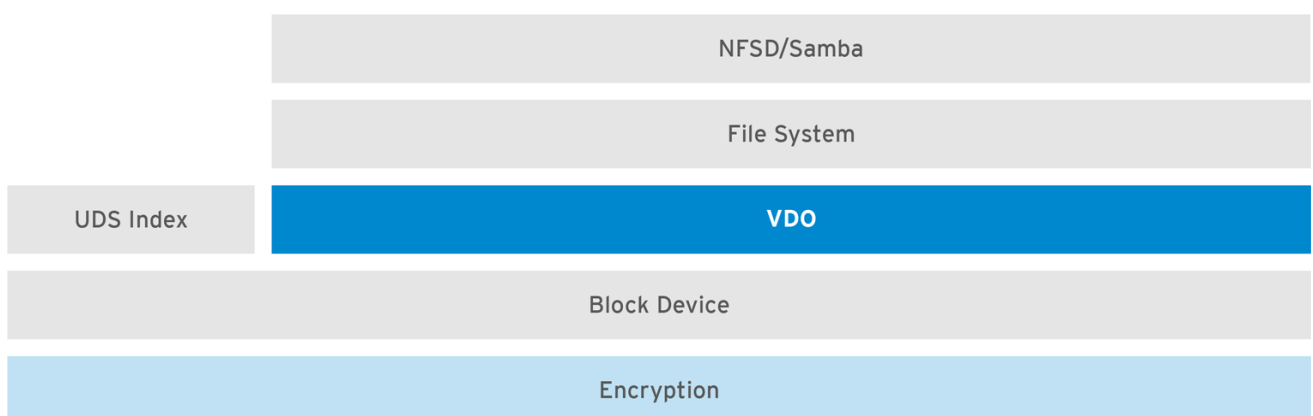 NFSD/Samba
File System
UDS Index
VDO
Block Device
Encryption